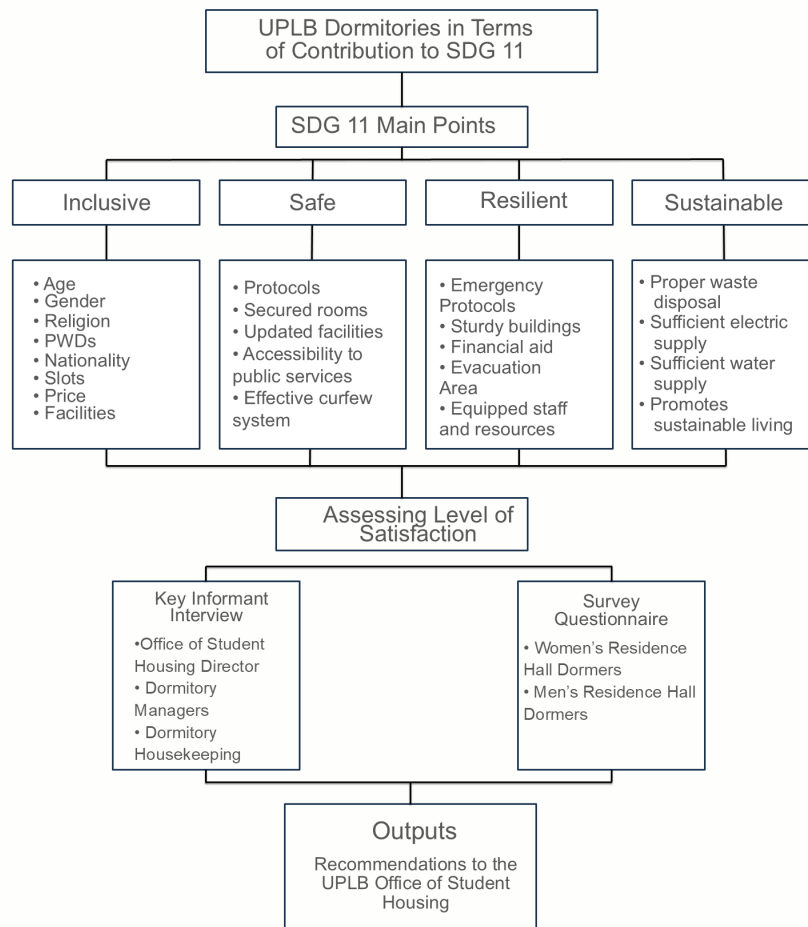 UPLB Dormitories in Terms
of Contribution to SDG 11
SDG 11 Main Points
Inclusive
Safe
Resilient
Sustainable
• Age
• Gender
• Religion
• PWDs
• Nationality
• Slots
• Price
• Facilities
• Protocols
• Secured rooms
• Updated facilities
• Accessibility to
public services
• Effective curfew
system
• Emergency
Protocols
• Sturdy buildings
• Financial aid
• Evacuation
Area
• Equipped staff
and resources
• Proper waste
disposal
• Sufficient electric
supply
• Sufficient water
supply
• Promotes
sustainable living
Assessing Level of
Satisfaction
Key Informant
Interview
•Office of Student
Housing Director
• Dormitory
Managers
• Dormitory
Housekeeping
Survey
Questionnaire
• Women’s Residence
Hall Dormers
• Men’s Residence Hall
Dormers
Outputs
Recommendations to the
UPLB Office of Student
Housing